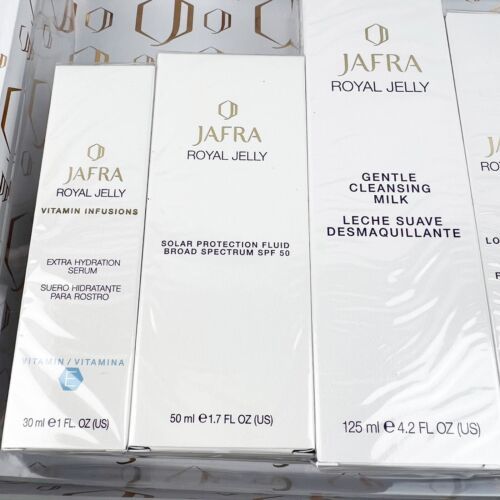 JAFRA
ROYAL JELLY
VITAMIN INFUSIONS
EXTRA HYDRATION
SERUM
SUERO HIDRATANTE
PARA ROSTRO
VITAMIN / VITAMINA
E
30 ml e 1 FL OZ (US)
JAFRA
ROYAL JELLY
SOLAR PROTECTION FLUID
BROAD SPECTRUM SPF 50
50 ml e 1.7 FL OZ (US)
JAFRA
ROYAL JELLY
GENTLE
CLEANSING
MILK
LECHE SUAVE
DESMAQUILLANTE
125 ml e 4.2 FL OZ (US)